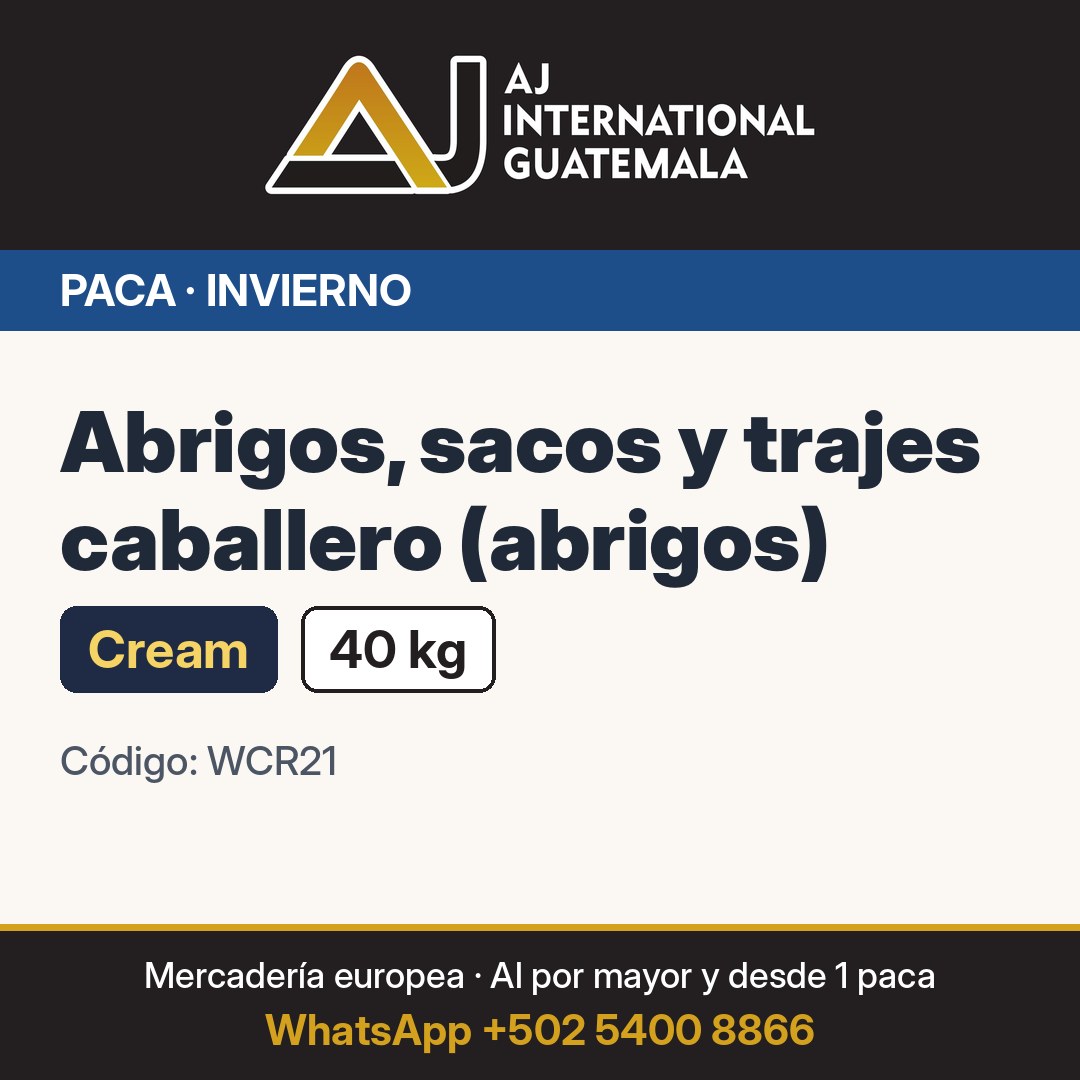 AJ
AJ
INTERNATIONAL
GUATEMALA
PACA · INVIERNO
Abrigos, sacos y trajes
caballero (abrigos)
Cream
40 kg
Código: WCR21
Mercadería europea · Al por mayor y desde 1 paca
WhatsApp +502 5400 8866